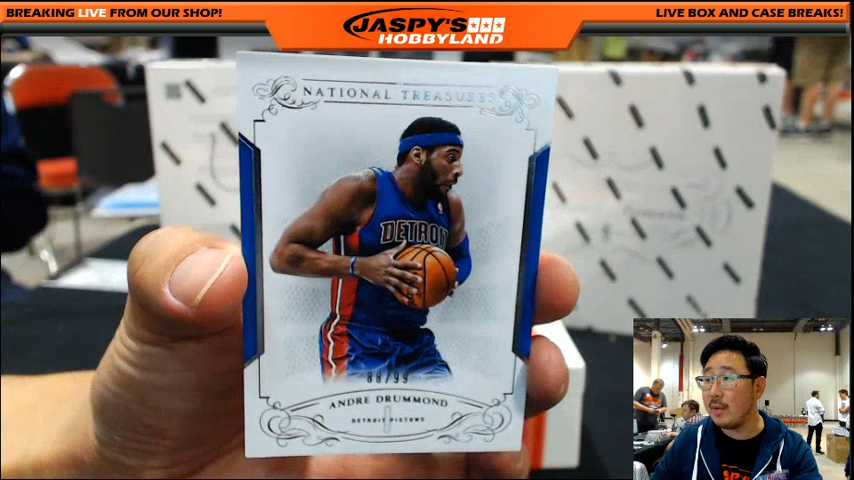 BREAKING LIVE FROM OUR SHOP!
JASPY'S
HOBBYLAND
LIVE BOX AND CASE BREAKS!
NATIONAL TREASURES
DETROIT
88/99
ANDRE DRUMMOND
DETROIT PISTONS